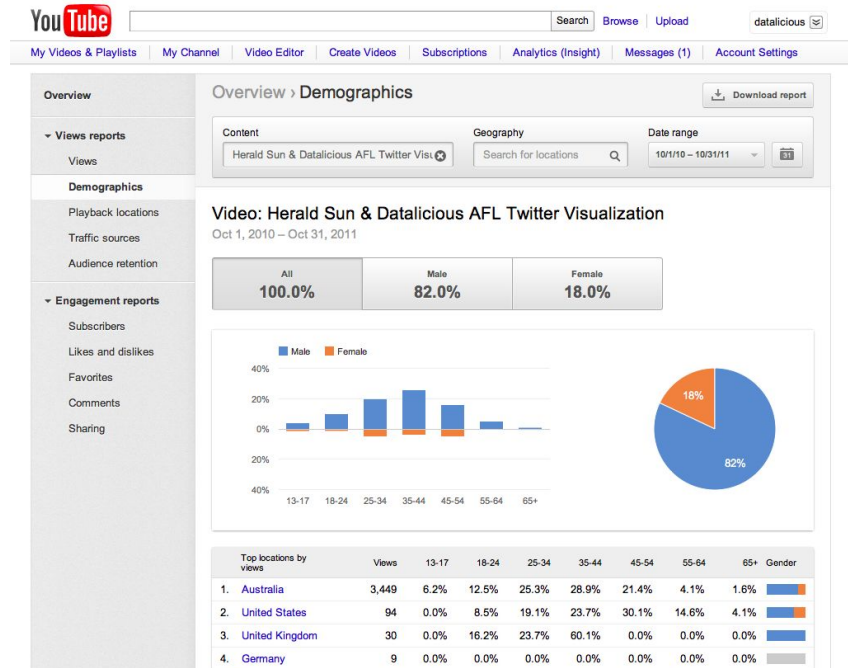 YouTube Search Browse Upload datalicious
My Videos & Playlists My Channel Video Editor Create Videos Subscriptions Analytics (Insight) Messages (1) Account Settings
Overview
Views reports
Views
Demographics
Playback locations
Traffic sources
Audience retention
Engagement reports
Subscribers
Likes and dislikes
Favorites
Comments
Sharing
Overview › Demographics
Download report
Content Geography Date range
Herald Sun & Datalicious AFL Twitter Visu Search for locations 10/1/10 – 10/31/11 31
Video: Herald Sun & Datalicious AFL Twitter Visualization
Oct 1, 2010 – Oct 31, 2011
All Male Female
100.0% 82.0% 18.0%
Male Female
40%
20%
0%
20%
40%
13-17 18-24 25-34 35-44 45-54 55-64 65+
18%
82%
Top locations by
views Views 13-17 18-24 25-34 35-44 45-54 55-64 65+ Gender
1. Australia 3,449 6.2% 12.5% 25.3% 28.9% 21.4% 4.1% 1.6%
2. United States 94 0.0% 8.5% 19.1% 23.7% 30.1% 14.6% 4.1%
3. United Kingdom 30 0.0% 16.2% 23.7% 60.1% 0.0% 0.0% 0.0%
4. Germany 9 0.0% 0.0% 0.0% 0.0% 0.0% 0.0% 0.0%